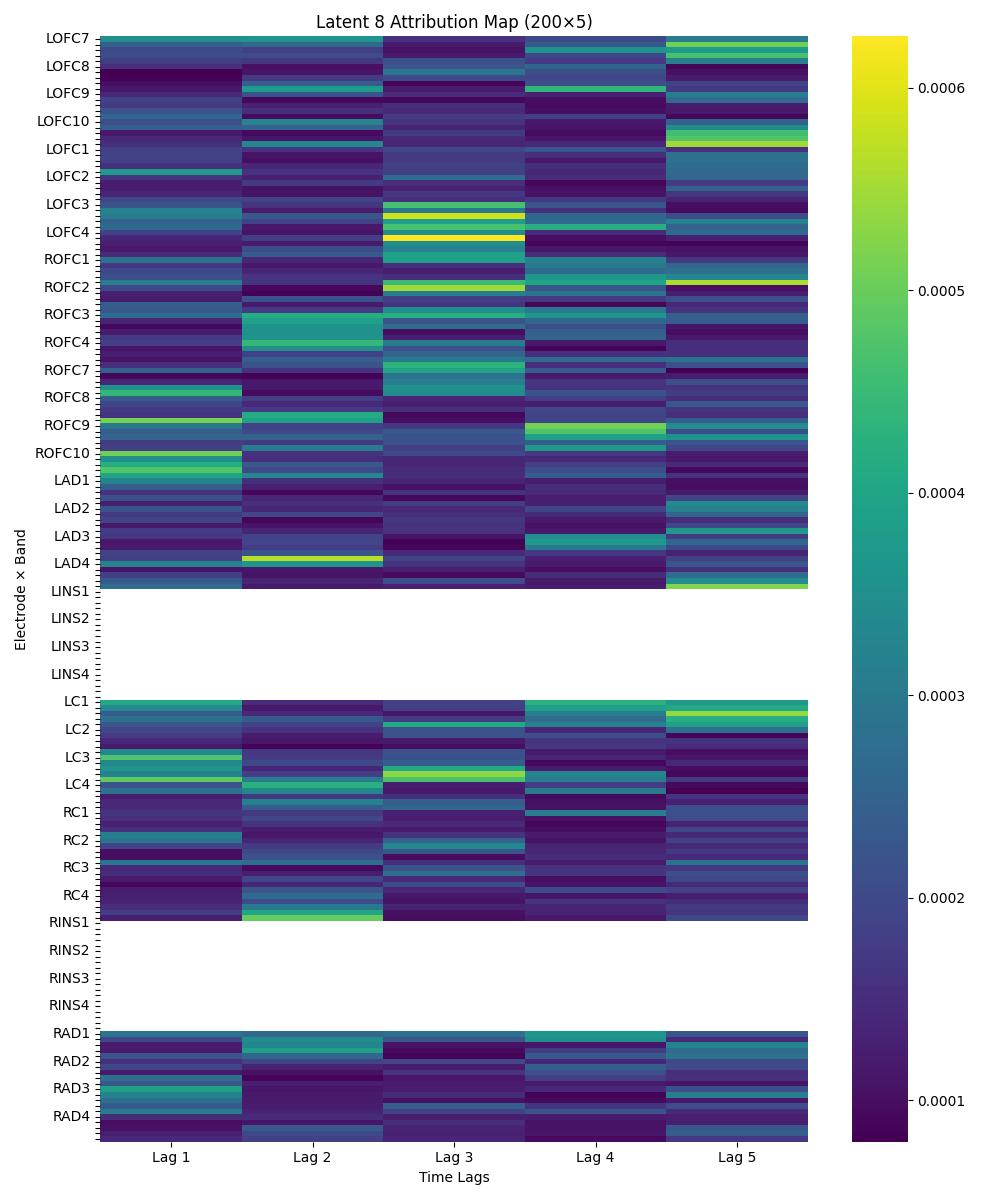 Latent 8 Attribution Map (200×5)
LOFC7
LOFC8
LOFC9
LOFC10
LOFC1
LOFC2
LOFC3
LOFC4
ROFC1
ROFC2
ROFC3
ROFC4
ROFC7
ROFC8
ROFC9
ROFC10
LAD1
LAD2
LAD3
LAD4
LINS1
LINS2
LINS3
LINS4
LC1
LC2
LC3
LC4
RC1
RC2
RC3
RC4
RINS1
RINS2
RINS3
RINS4
RAD1
RAD2
RAD3
RAD4
Electrode × Band
Lag 1
Lag 2
Lag 3
Lag 4
Lag 5
Time Lags
0.0006
0.0005
0.0004
0.0003
0.0002
0.0001